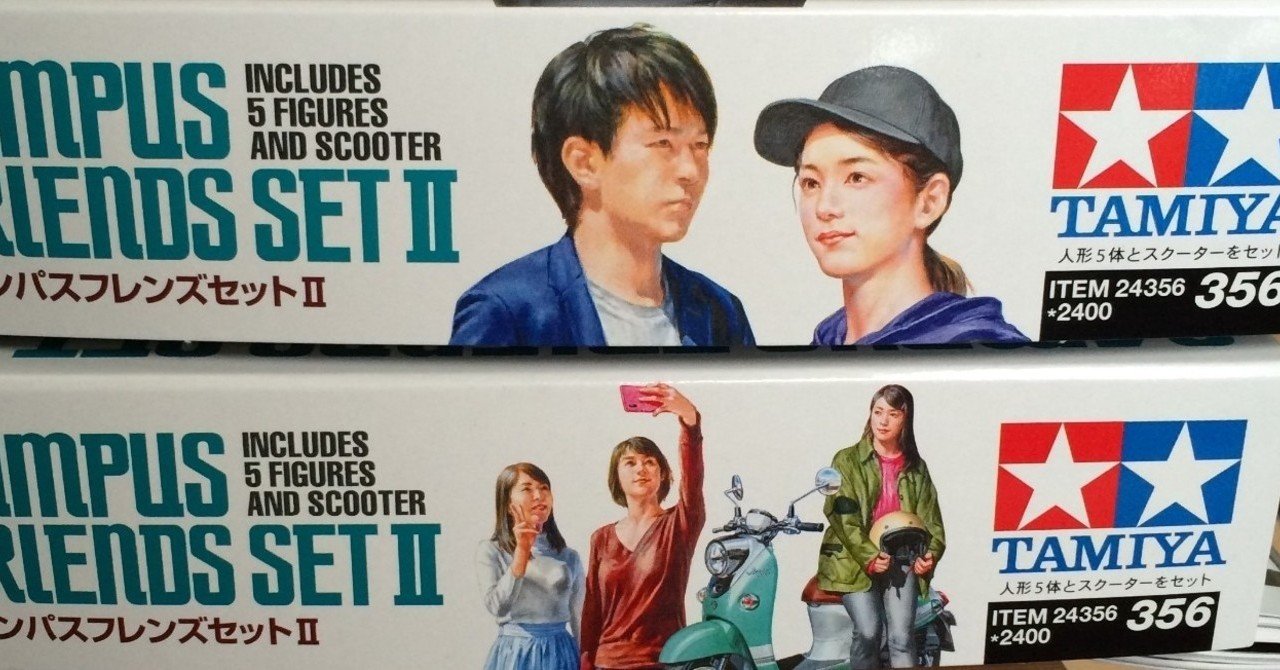 MPUS
INCLUDES
5 FIGURES
AND SCOOTER
RIENDS SET II
ンパスフレンズセットII
TAMIYA
人形5体とスクーターをセット
ITEM 24356 356
*2400
AMPUS
INCLUDES
5 FIGURES
AND SCOOTER
RIENDS SET II
ンパスフレンズセットII
TAMIYA
人形5体とスクーターをセット
ITEM 24356 356
*2400